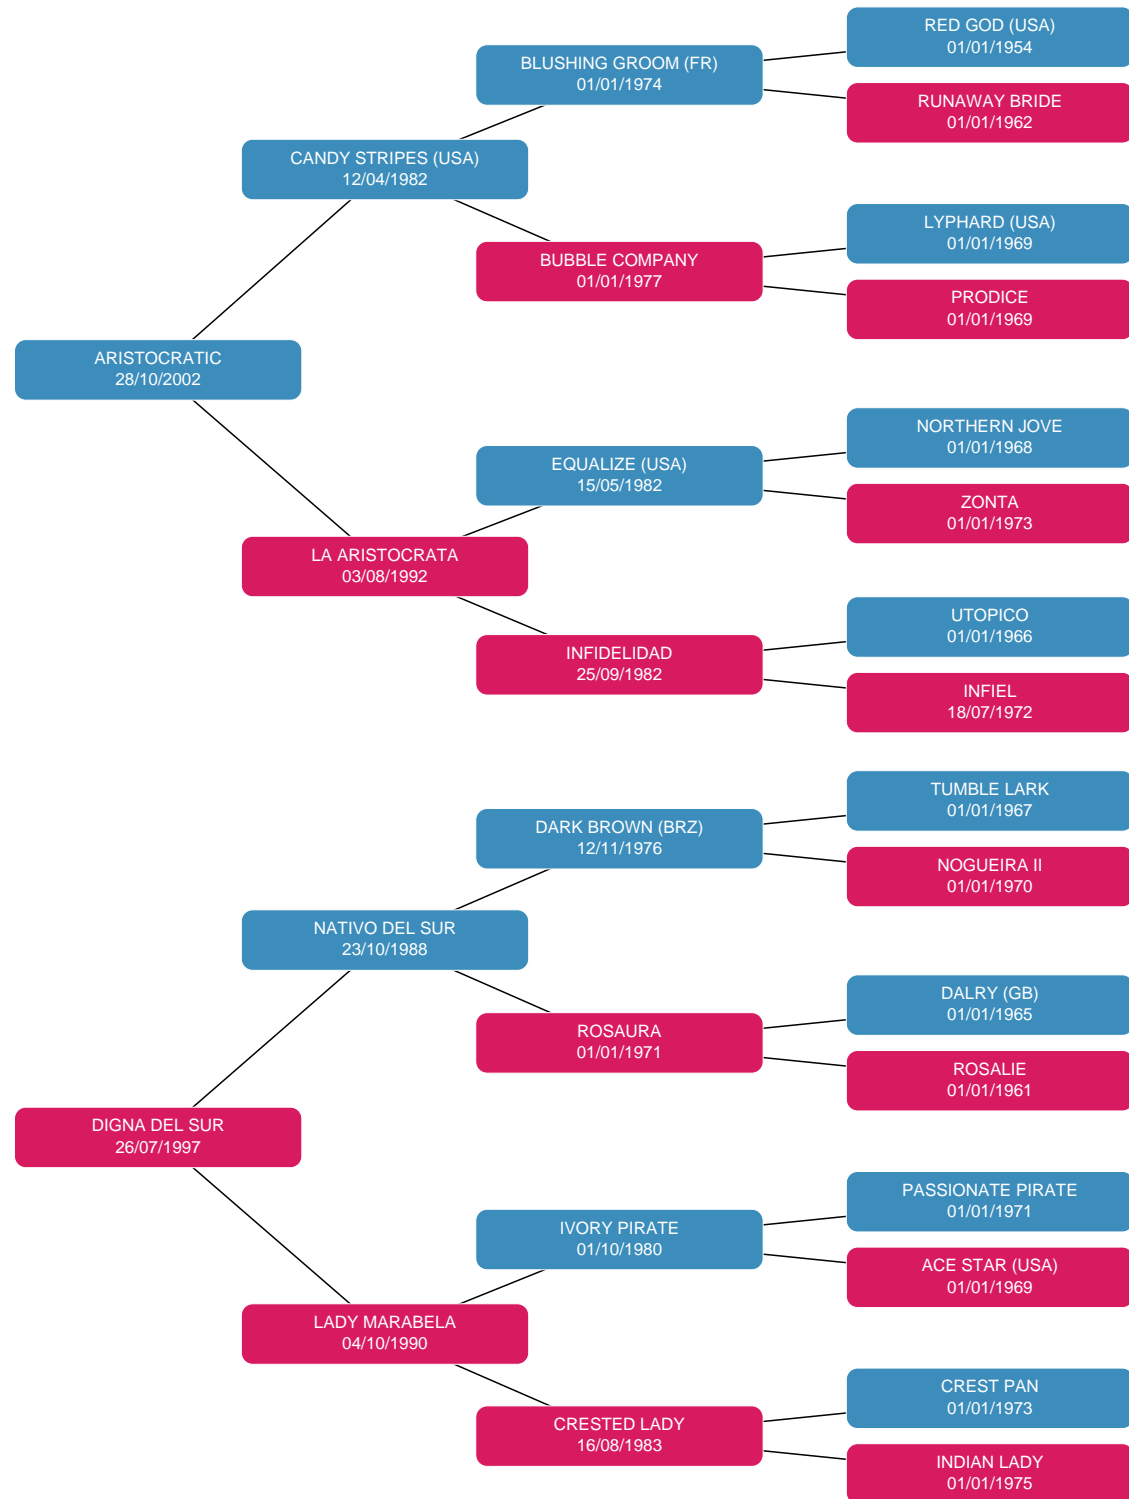 RED GOD (USA)
01/01/1954
BLUSHING GROOM (FR)
01/01/1974
RUNAWAY BRIDE
01/01/1962
CANDY STRIPES (USA)
12/04/1982
LYPHARD (USA)
01/01/1969
BUBBLE COMPANY
01/01/1977
PRODICE
01/01/1969
ARISTOCRATIC
28/10/2002
NORTHERN JOVE
01/01/1968
EQUALIZE (USA)
15/05/1982
ZONTA
01/01/1973
LA ARISTOCRATA
03/08/1992
UTOPICO
01/01/1966
INFIDELIDAD
25/09/1982
INFIEL
18/07/1972
TUMBLE LARK
01/01/1967
DARK BROWN (BRZ)
12/11/1976
NOGUEIRA II
01/01/1970
NATIVO DEL SUR
23/10/1988
DALRY (GB)
01/01/1965
ROSAURA
01/01/1971
ROSALIE
01/01/1961
DIGNA DEL SUR
26/07/1997
PASSIONATE PIRATE
01/01/1971
IVORY PIRATE
01/10/1980
ACE STAR (USA)
01/01/1969
LADY MARABELA
04/10/1990
CREST PAN
01/01/1973
CRESTED LADY
16/08/1983
INDIAN LADY
01/01/1975